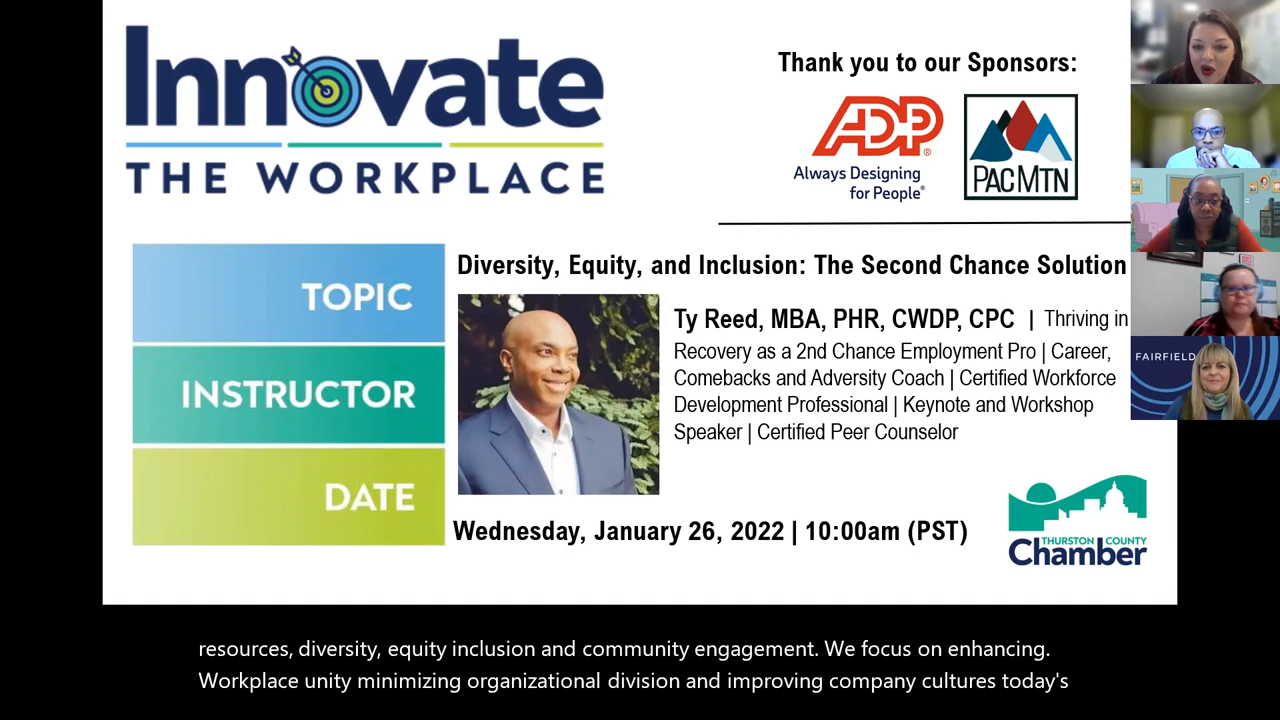 Innovate
THE WORKPLACE
Thank you to our Sponsors:
ADP®
Always Designing
for People®
PACMTN
TOPIC
Diversity, Equity, and Inclusion: The Second Chance Solution
INSTRUCTOR
Ty Reed, MBA, PHR, CWDP, CPC | Thriving in
Recovery as a 2nd Chance Employment Pro | Career,
Comebacks and Adversity Coach | Certified Workforce
Development Professional | Keynote and Workshop
Speaker | Certified Peer Counselor
DATE
Wednesday, January 26, 2022 | 10:00am (PST)
THURSTON COUNTY
Chamber
FAIRFIELD
resources, diversity, equity inclusion and community engagement. We focus on enhancing.
Workplace unity minimizing organizational division and improving company cultures today's